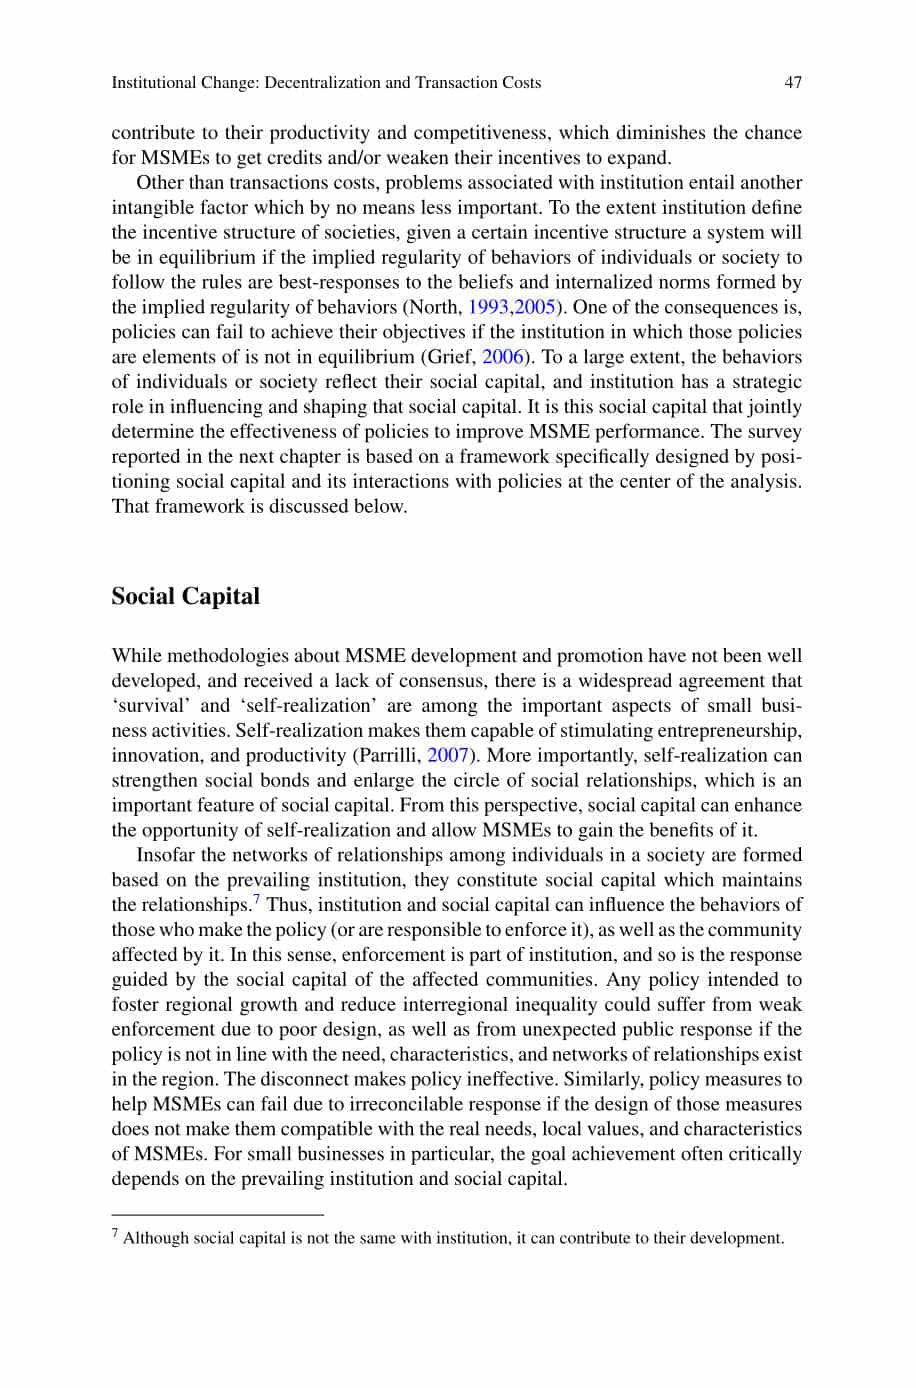 Institutional Change: Decentralization and Transaction Costs 47
contribute to their productivity and competitiveness, which diminishes the chance
for MSMEs to get credits and/or weaken their incentives to expand.
Other than transactions costs, problems associated with institution entail another
intangible factor which by no means less important. To the extent institution define
the incentive structure of societies, given a certain incentive structure a system will
be in equilibrium if the implied regularity of behaviors of individuals or society to
follow the rules are best-responses to the beliefs and internalized norms formed by
the implied regularity of behaviors (North, 1993,2005). One of the consequences is,
policies can fail to achieve their objectives if the institution in which those policies
are elements of is not in equilibrium (Grief, 2006). To a large extent, the behaviors
of individuals or society reflect their social capital, and institution has a strategic
role in influencing and shaping that social capital. It is this social capital that jointly
determine the effectiveness of policies to improve MSME performance. The survey
reported in the next chapter is based on a framework specifically designed by posi-
tioning social capital and its interactions with policies at the center of the analysis.
That framework is discussed below.
Social Capital
While methodologies about MSME development and promotion have not been well
developed, and received a lack of consensus, there is a widespread agreement that
‘survival’ and ‘self-realization’ are among the important aspects of small busi-
ness activities. Self-realization makes them capable of stimulating entrepreneurship,
innovation, and productivity (Parrilli, 2007). More importantly, self-realization can
strengthen social bonds and enlarge the circle of social relationships, which is an
important feature of social capital. From this perspective, social capital can enhance
the opportunity of self-realization and allow MSMEs to gain the benefits of it.
Insofar the networks of relationships among individuals in a society are formed
based on the prevailing institution, they constitute social capital which maintains
the relationships.7 Thus, institution and social capital can influence the behaviors of
those who make the policy (or are responsible to enforce it), as well as the community
affected by it. In this sense, enforcement is part of institution, and so is the response
guided by the social capital of the affected communities. Any policy intended to
foster regional growth and reduce interregional inequality could suffer from weak
enforcement due to poor design, as well as from unexpected public response if the
policy is not in line with the need, characteristics, and networks of relationships exist
in the region. The disconnect makes policy ineffective. Similarly, policy measures to
help MSMEs can fail due to irreconcilable response if the design of those measures
does not make them compatible with the real needs, local values, and characteristics
of MSMEs. For small businesses in particular, the goal achievement often critically
depends on the prevailing institution and social capital.
7 Although social capital is not the same with institution, it can contribute to their development.